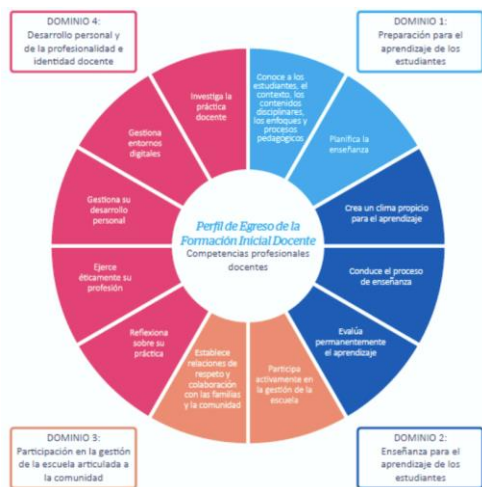 DOMINIO 4:
Desarrollo personal y
de la profesionalidad e
identidad docente
DOMINIO 1:
Preparación para el
aprendizaje de los
estudiantes
Investiga la
práctica
docente
Conoce a los
estudiantes, el
contexto, los
contenidos
disciplinares,
los enfoques y
procesos
pedagógicos
Gestiona
entornos
digitales
Planifica la
enseñanza
Gestiona su
desarrollo
personal
Crea un clima propicio
para el aprendizaje
Perfil de Egreso de la
Formación Inicial Docente
Competencias profesionales
docentes
Ejerce
éticamente su
profesión
Conduce el proceso
de enseñanza
Reflexiona
sobre su
práctica
Evalúa
permanentemente
el aprendizaje
Establece
relaciones de
respeto y
colaboración
con las familias
y la comunidad
Participa
activamente en
la gestión de la
escuela
DOMINIO 3:
Participación en la gestión
de la escuela articulada a
la comunidad
DOMINIO 2:
Enseñanza para el
aprendizaje de los
estudiantes